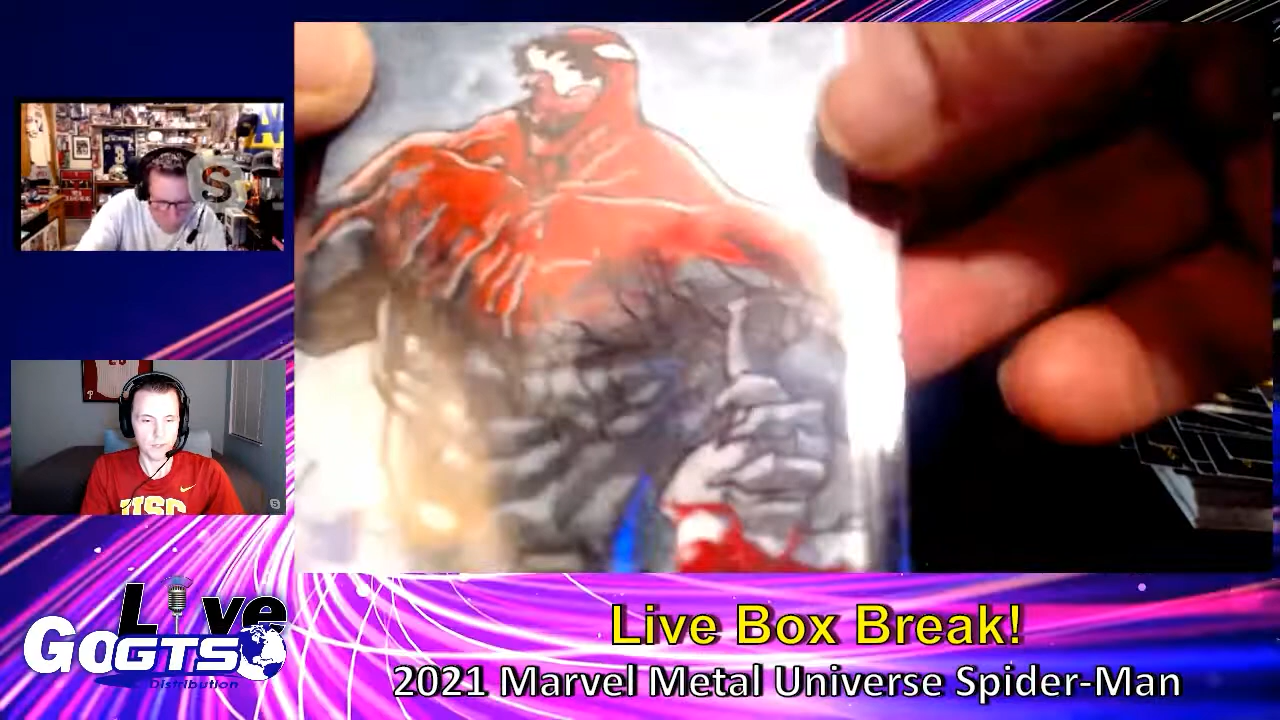 USC
Live
GOGTS
Distribution
Live Box Break!
2021 Marvel Metal Universe Spider-Man